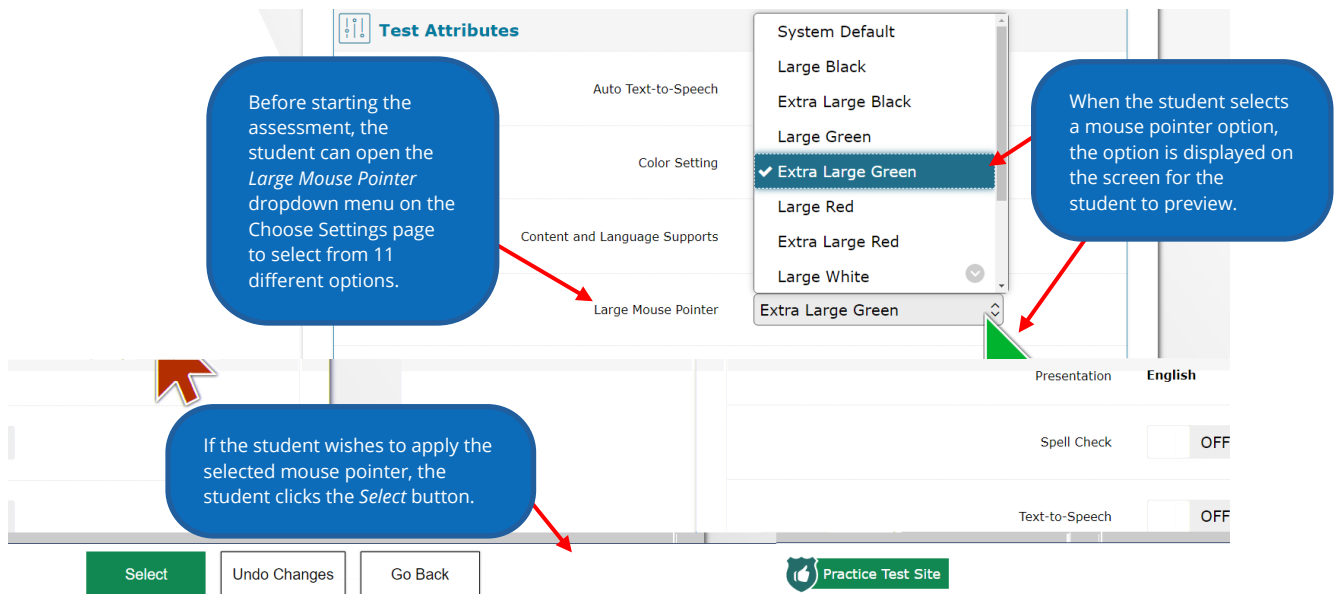 Test Attributes
Before starting the
assessment, the
student can open the
Large Mouse Pointer
dropdown menu on the
Choose Settings page
to select from 11
different options.
Auto Text-to-Speech
Color Setting
Content and Language Supports
Large Mouse Pointer
System Default
Large Black
Extra Large Black
Large Green
Extra Large Green
Large Red
Extra Large Red
Large White
Extra Large Green
When the student selects
a mouse pointer option,
the option is displayed on
the screen for the
student to preview.
If the student wishes to apply the
selected mouse pointer, the
student clicks the Select button.
Presentation English
Spell Check OFF
Text-to-Speech OFF
Select Undo Changes Go Back
Practice Test Site